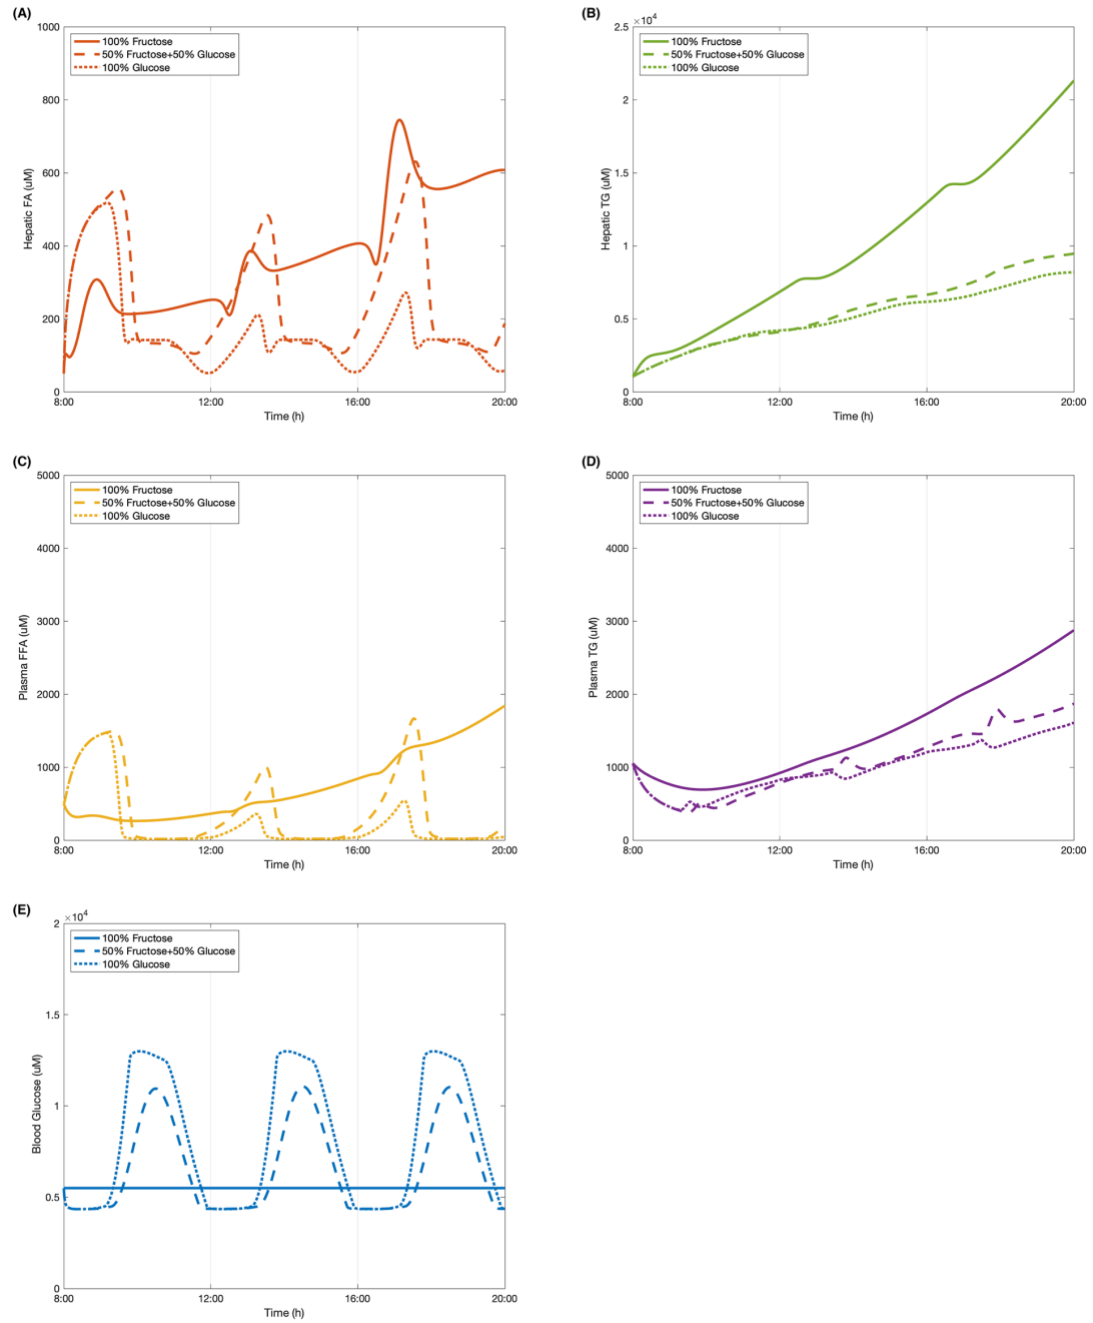 (A)
1000
800
600
400
200
0
Hepatic FA (uM)
100% Fructose
50% Fructose+50% Glucose
100% Glucose
8:00 12:00 16:00 20:00
Time (h)
(B)
×10⁴
2.5
2
1.5
1
0.5
0
Hepatic TG (uM)
100% Fructose
50% Fructose+50% Glucose
100% Glucose
8:00 12:00 16:00 20:00
Time (h)
(C)
5000
4000
3000
2000
1000
0
Plasma FFA (uM)
100% Fructose
50% Fructose+50% Glucose
100% Glucose
8:00 12:00 16:00 20:00
Time (h)
(D)
5000
4000
3000
2000
1000
0
Plasma TG (uM)
100% Fructose
50% Fructose+50% Glucose
100% Glucose
8:00 12:00 16:00 20:00
Time (h)
(E)
×10⁴
2
1.5
1
0.5
0
Blood Glucose (uM)
100% Fructose
50% Fructose+50% Glucose
100% Glucose
8:00 12:00 16:00 20:00
Time (h)